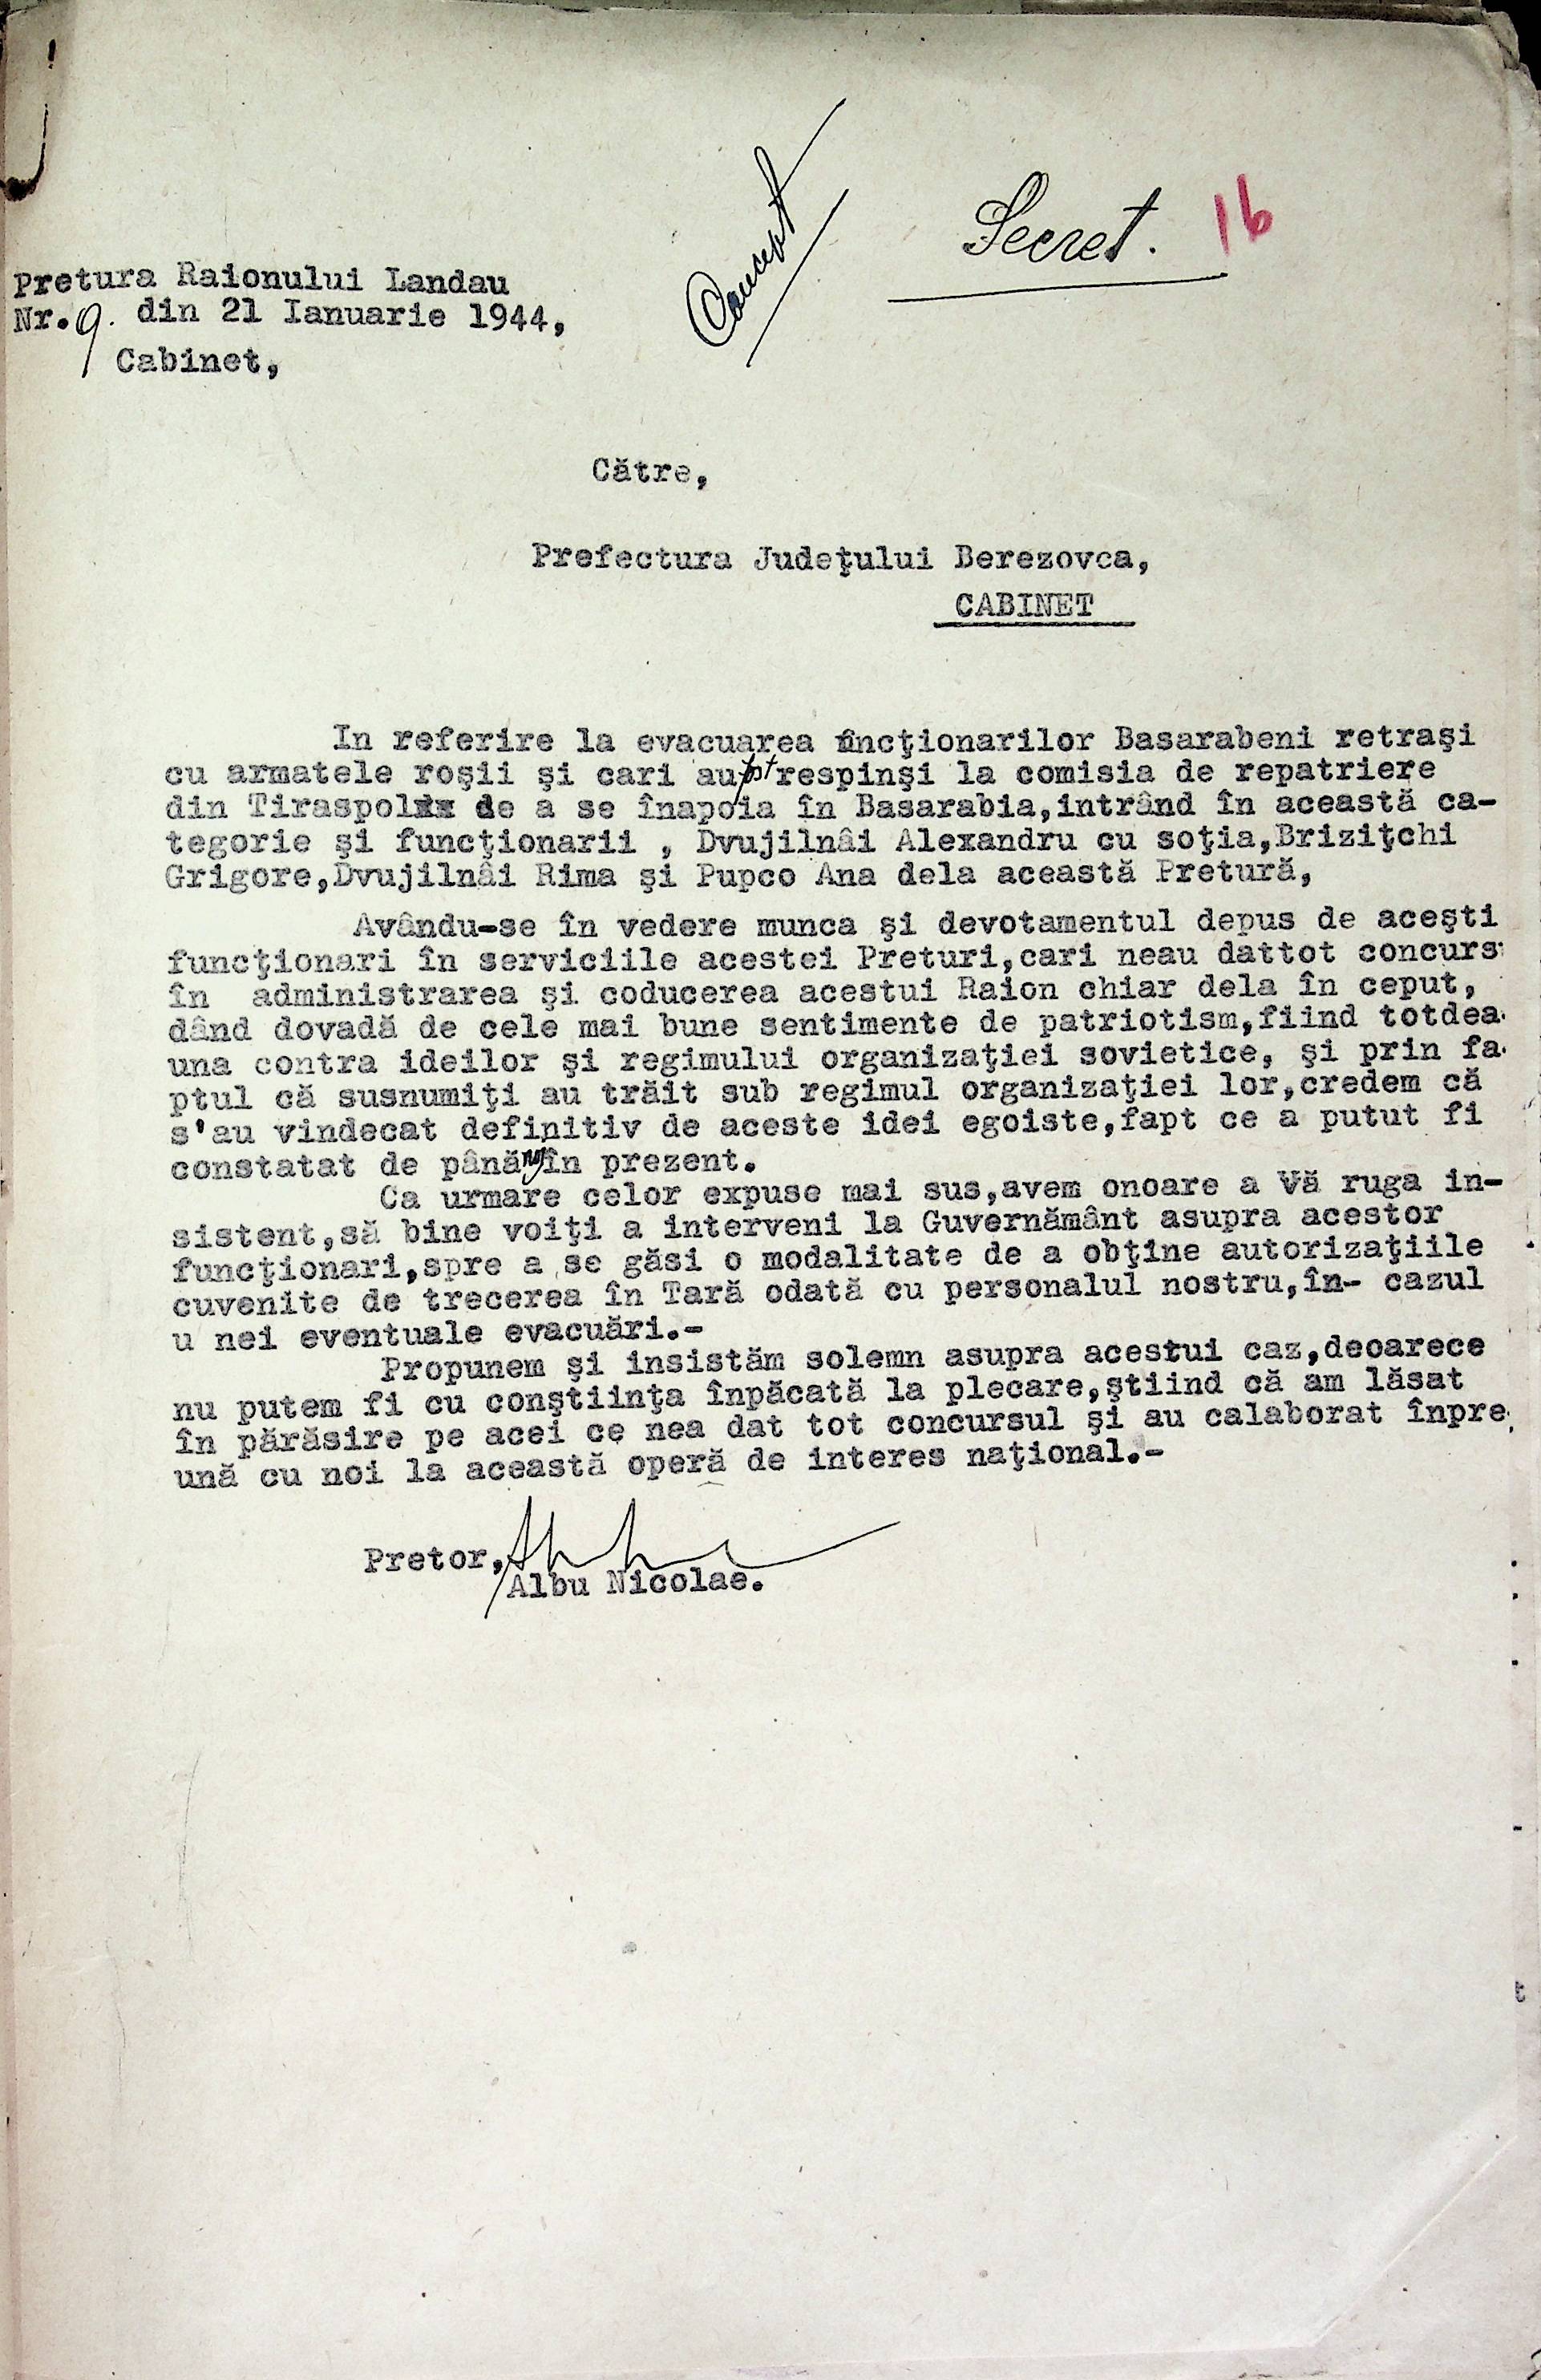 Concept
Secret. 16
Pretura Raionului Landau
Nr. 9. din 21 Ianuarie 1944,
Cabinet,
Către,
Prefectura Judeţului Berezovca,
CABINET
In referire la evacuarea funcţionarilor Basarabeni retraşi
cu armatele roşii şi cari au fost respinşi la comisia de repatriere
din Tiraspol de a se înapoia în Basarabia,intrând în această ca-
tegorie şi funcţionarii , Dvujilnâi Alexandru cu soţia,Briziţchi
Grigore,Dvujilnâi Rima şi Pupco Ana dela această Pretură,
Avându-se în vedere munca şi devotamentul depus de aceşti
funcţionari în serviciile acestei Preturi,cari neau dattot concurs
în administrarea şi coducerea acestui Raion chiar dela în ceput,
dând dovadă de cele mai bune sentimente de patriotism,fiind totdea
una contra ideilor şi regimului organizaţiei sovietice, şi prin fa
ptul că susnumiţi au trăit sub regimul organizaţiei lor,credem că
s'au vindecat definitiv de aceste idei egoiste,fapt ce a putut fi
constatat de până în prezent.
Ca urmare celor expuse mai sus,avem onoare a Vă ruga in-
sistent,să bine voiţi a interveni la Guvernământ asupra acestor
funcţionari,spre a se găsi o modalitate de a obţine autorizaţiile
cuvenite de trecerea în Tară odată cu personalul nostru,în- cazul
u nei eventuale evacuări.-
Propunem şi insistăm solemn asupra acestui caz,deoarece
nu putem fi cu conştiinţa înpăcată la plecare,ştiind că am lăsat
în părăsire pe acei ce nea dat tot concursul şi au calaborat înpre
ună cu noi la această operă de interes naţional.-
Pretor,
Albu Nicolae.